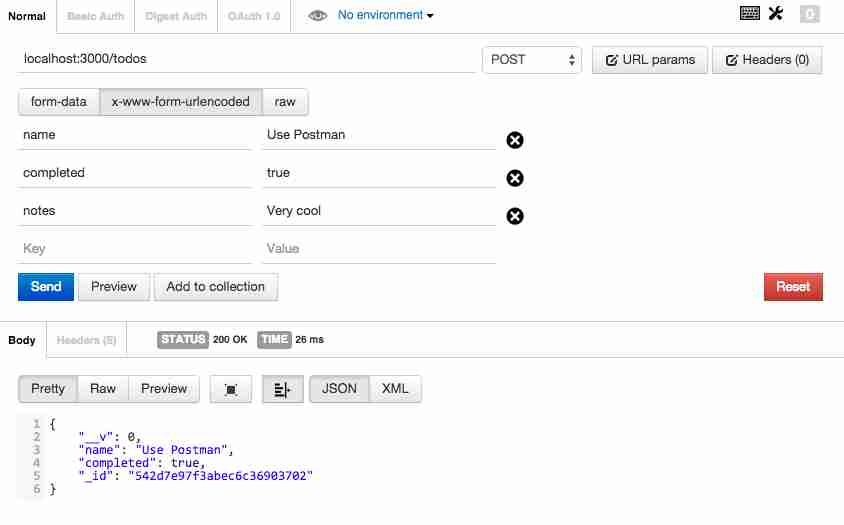 Normal Basic Auth Digest Auth OAuth 1.0 No environment
localhost:3000/todos POST URL params Headers (0)
form-data x-www-form-urlencoded raw
name Use Postman
completed true
notes Very cool
Key Value
Send Preview Add to collection Reset
Body Headers (5) STATUS 200 OK TIME 26 ms
Pretty Raw Preview JSON XML
1 {
2 "__v": 0,
3 "name": "Use Postman",
4 "completed": true,
5 "_id": "542d7e97f3abec6c36903702"
6 }